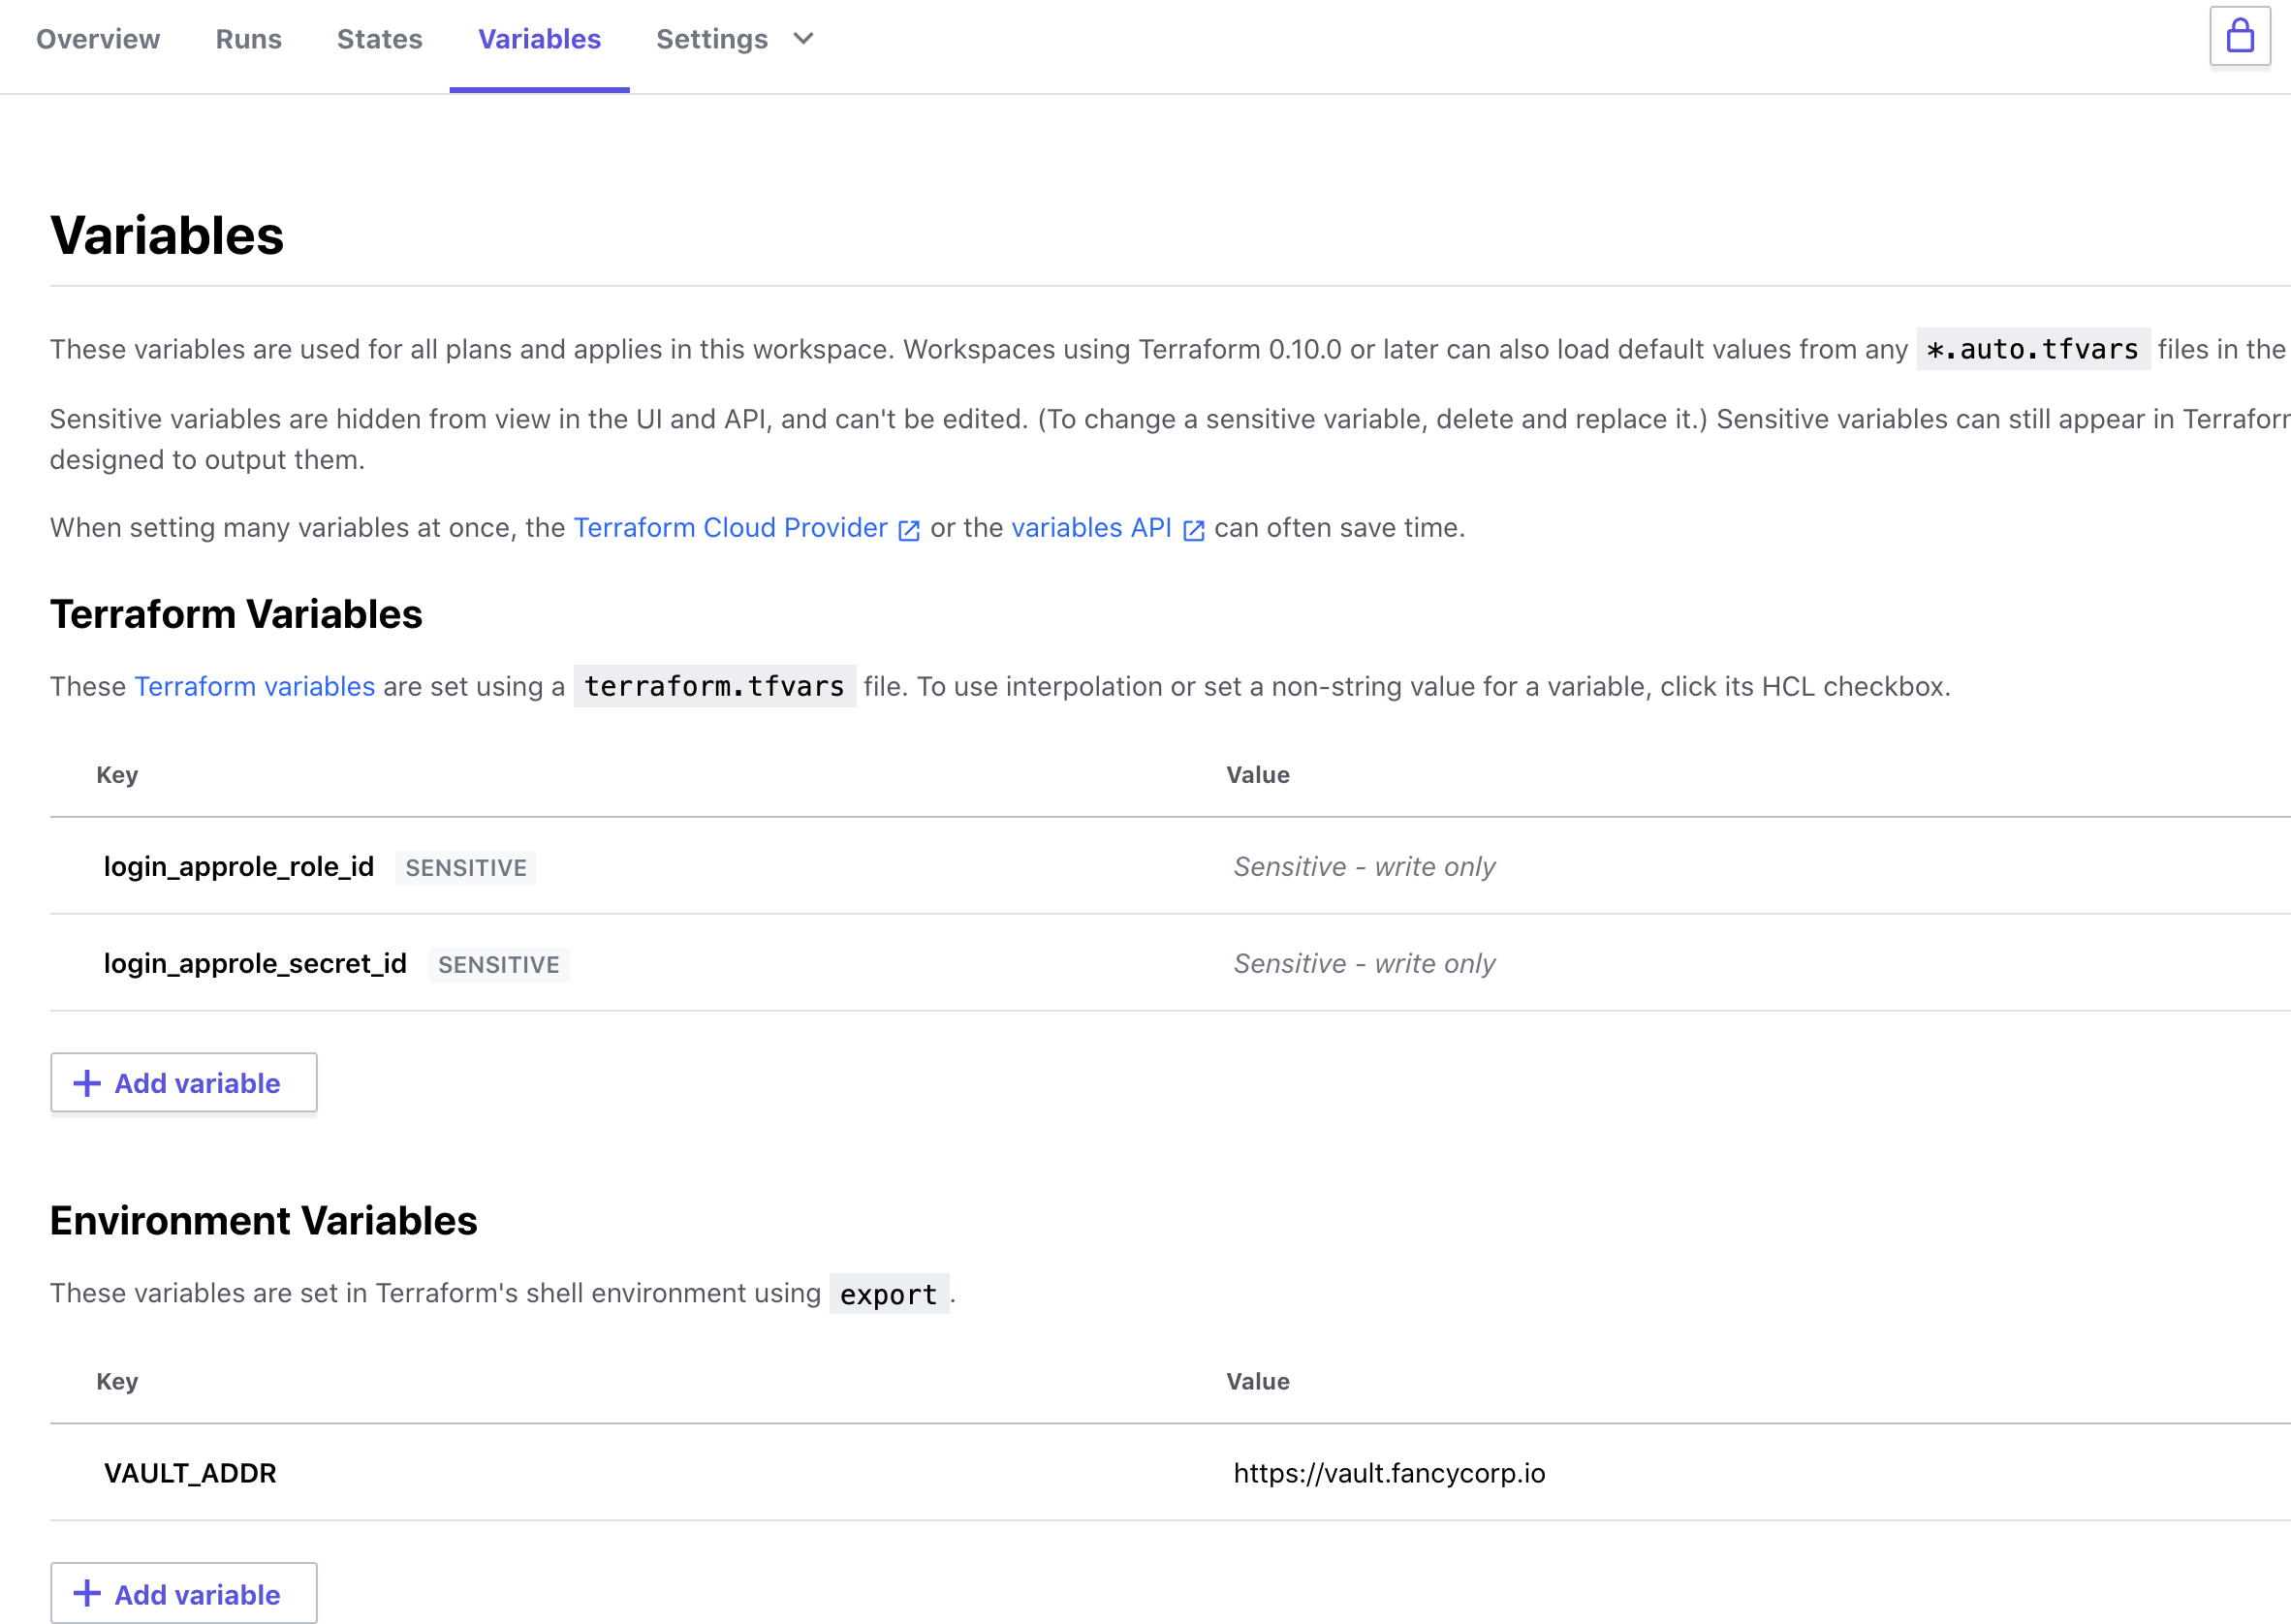 Overview Runs States Variables Settings
Variables
These variables are used for all plans and applies in this workspace. Workspaces using Terraform 0.10.0 or later can also load default values from any *.auto.tfvars files in the
Sensitive variables are hidden from view in the UI and API, and can't be edited. (To change a sensitive variable, delete and replace it.) Sensitive variables can still appear in
designed to output them.
When setting many variables at once, the Terraform Cloud Provider or the variables API can often save time.
Terraform Variables
These Terraform variables are set using a terraform.tfvars file. To use interpolation or set a non-string value for a variable, click its HCL checkbox.
Key Value
login_approle_role_id SENSITIVE Sensitive - write only
login_approle_secret_id SENSITIVE Sensitive - write only
+ Add variable
Environment Variables
These variables are set in Terraform's shell environment using export.
Key Value
VAULT_ADDR https://vault.fancycorp.io
+ Add variable